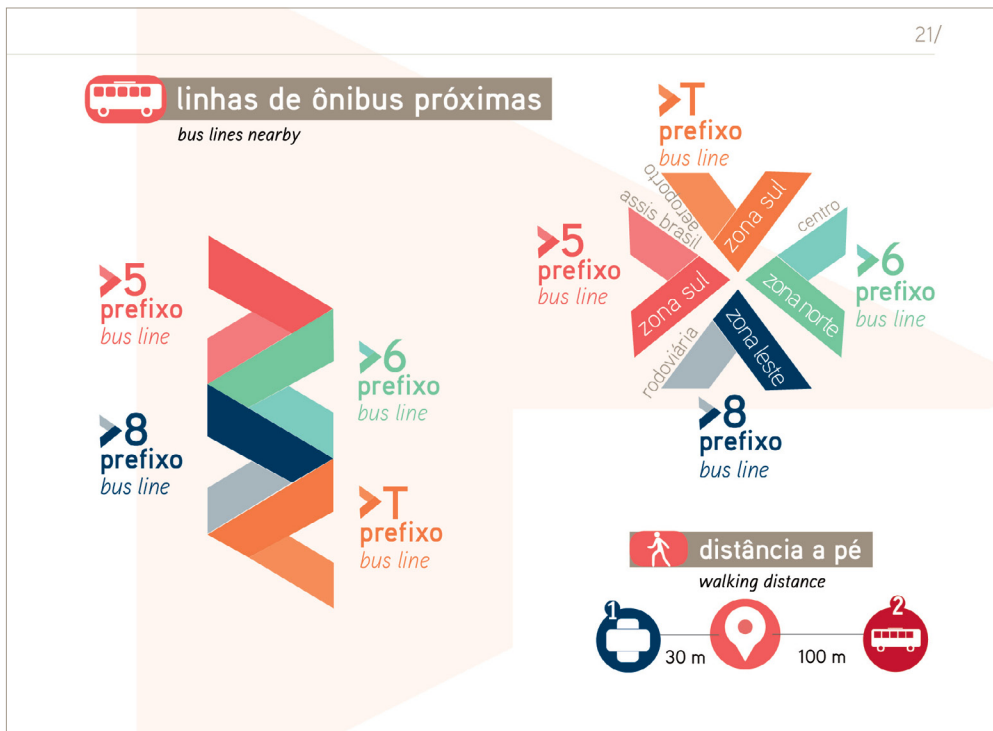 21/
linhas de ônibus próximas
bus lines nearby
>5
prefixo
bus line
>6
prefixo
bus line
>8
prefixo
bus line
>T
prefixo
bus line
>T
prefixo
bus line
aeroporto
zona sul
assis brasil
zona sul
>5
prefixo
bus line
centro
zona norte
>6
prefixo
bus line
rodoviária
zona leste
>8
prefixo
bus line
distância a pé
walking distance
1
30 m
100 m
2